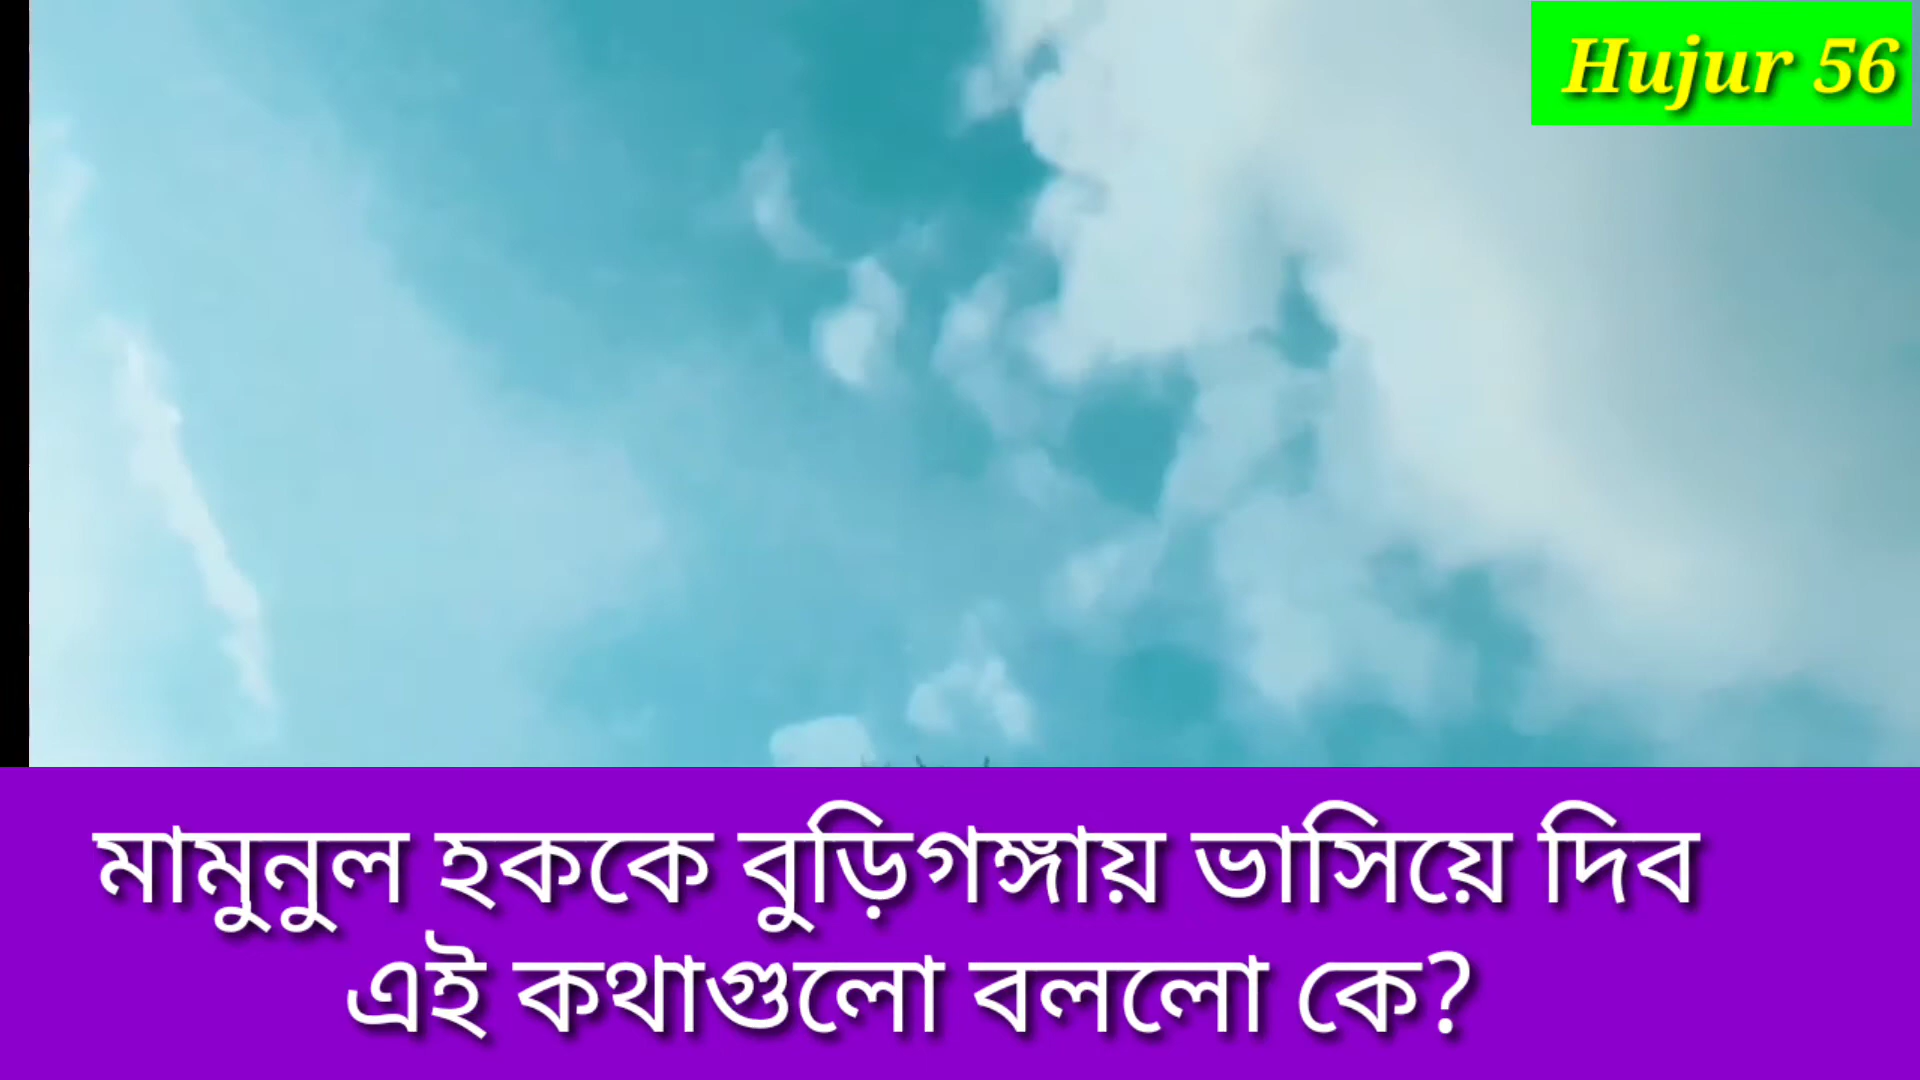 Hujur 56
মামুনুল হককে বুড়িগঙ্গায় ভাসিয়ে দিব
এই কথাগুলো বললো কে?